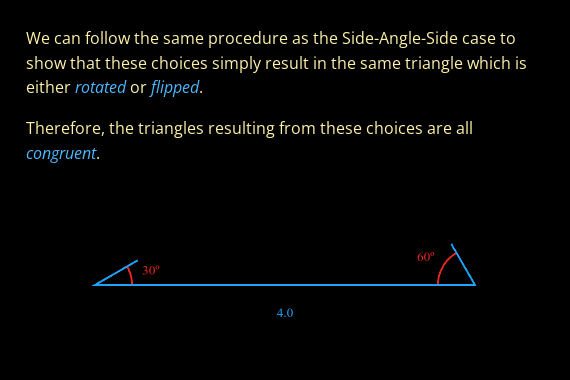 We can follow the same procedure as the Side-Angle-Side case to
show that these choices simply result in the same triangle which is
either rotated or flipped.
Therefore, the triangles resulting from these choices are all
congruent.
60°
30°
4.0